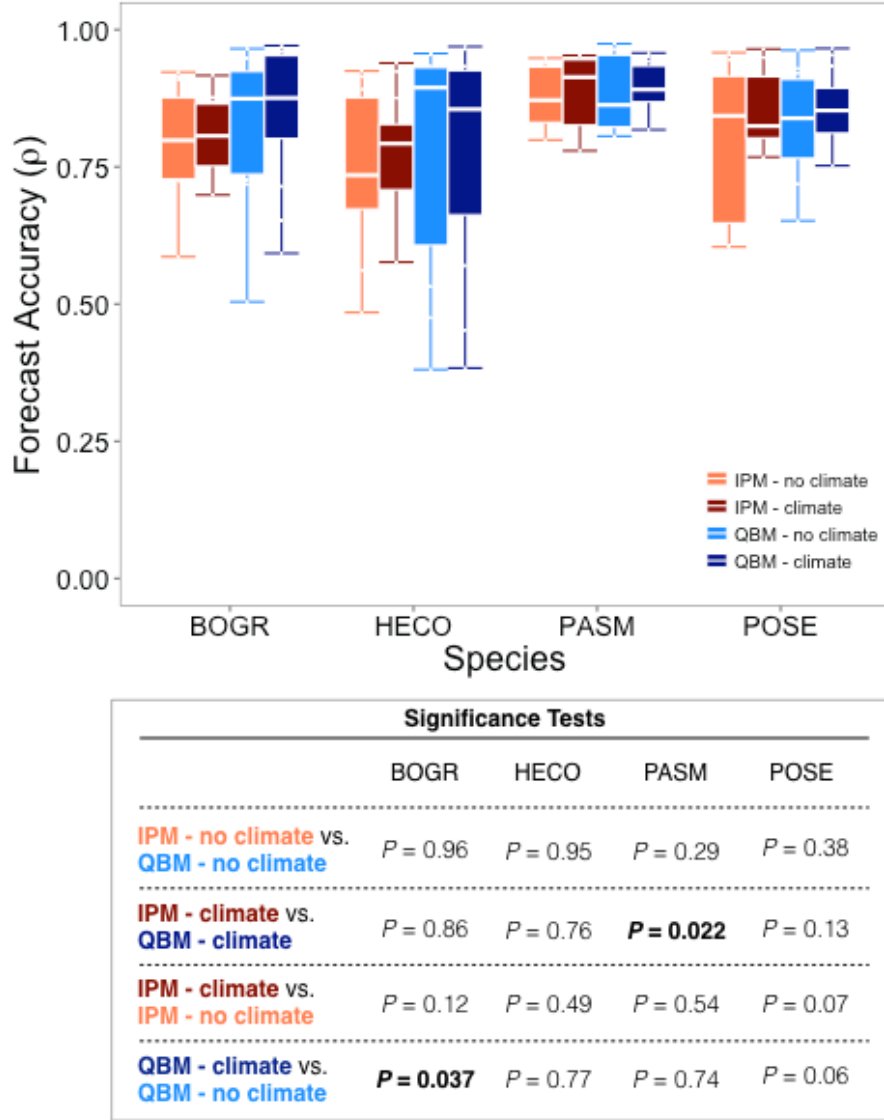 1.00
0.75
0.50
0.25
0.00
Forecast Accuracy (ρ)
IPM - no climate
IPM - climate
QBM - no climate
QBM - climate
BOGR HECO PASM POSE
Species
Significance Tests
BOGR HECO PASM POSE
IPM - no climate vs.
QBM - no climate
P = 0.96 P = 0.95 P = 0.29 P = 0.38
IPM - climate vs.
QBM - climate
P = 0.86 P = 0.76 P = 0.022 P = 0.13
IPM - climate vs.
IPM - no climate
P = 0.12 P = 0.49 P = 0.54 P = 0.07
QBM - climate vs.
QBM - no climate
P = 0.037 P = 0.77 P = 0.74 P = 0.06